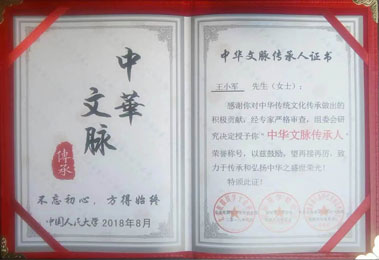 中
華
文
脉
傳承
不忘初心，方得始终
中国人民大学 2018年8月
中华文脉传承人证书
王小军 先生（女士）：
感谢你对中华传统文化传承做出的
积极贡献，经专家严格审查，组委会研
究决定授予你“中华文脉传承人”
荣誉称号，以兹鼓励，望再接再厉，致
力于传承和弘扬中华之盛世荣光！
特颁此证！